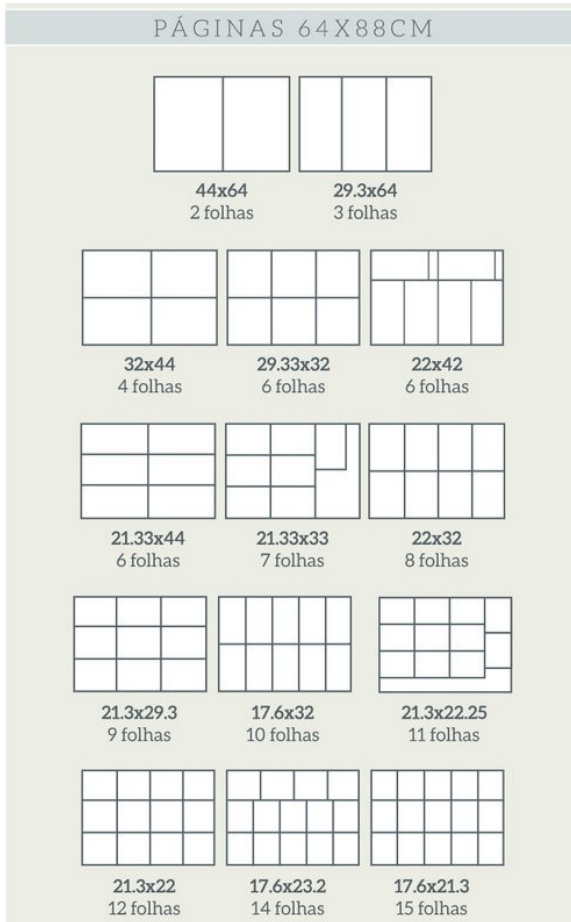 PÁGINAS 64X88CM
44x64
2 folhas
29.3x64
3 folhas
32x44
4 folhas
29.33x32
6 folhas
22x42
6 folhas
21.33x44
6 folhas
21.33x33
7 folhas
22x32
8 folhas
21.3x29.3
9 folhas
17.6x32
10 folhas
21.3x22.25
11 folhas
21.3x22
12 folhas
17.6x23.2
14 folhas
17.6x21.3
15 folhas